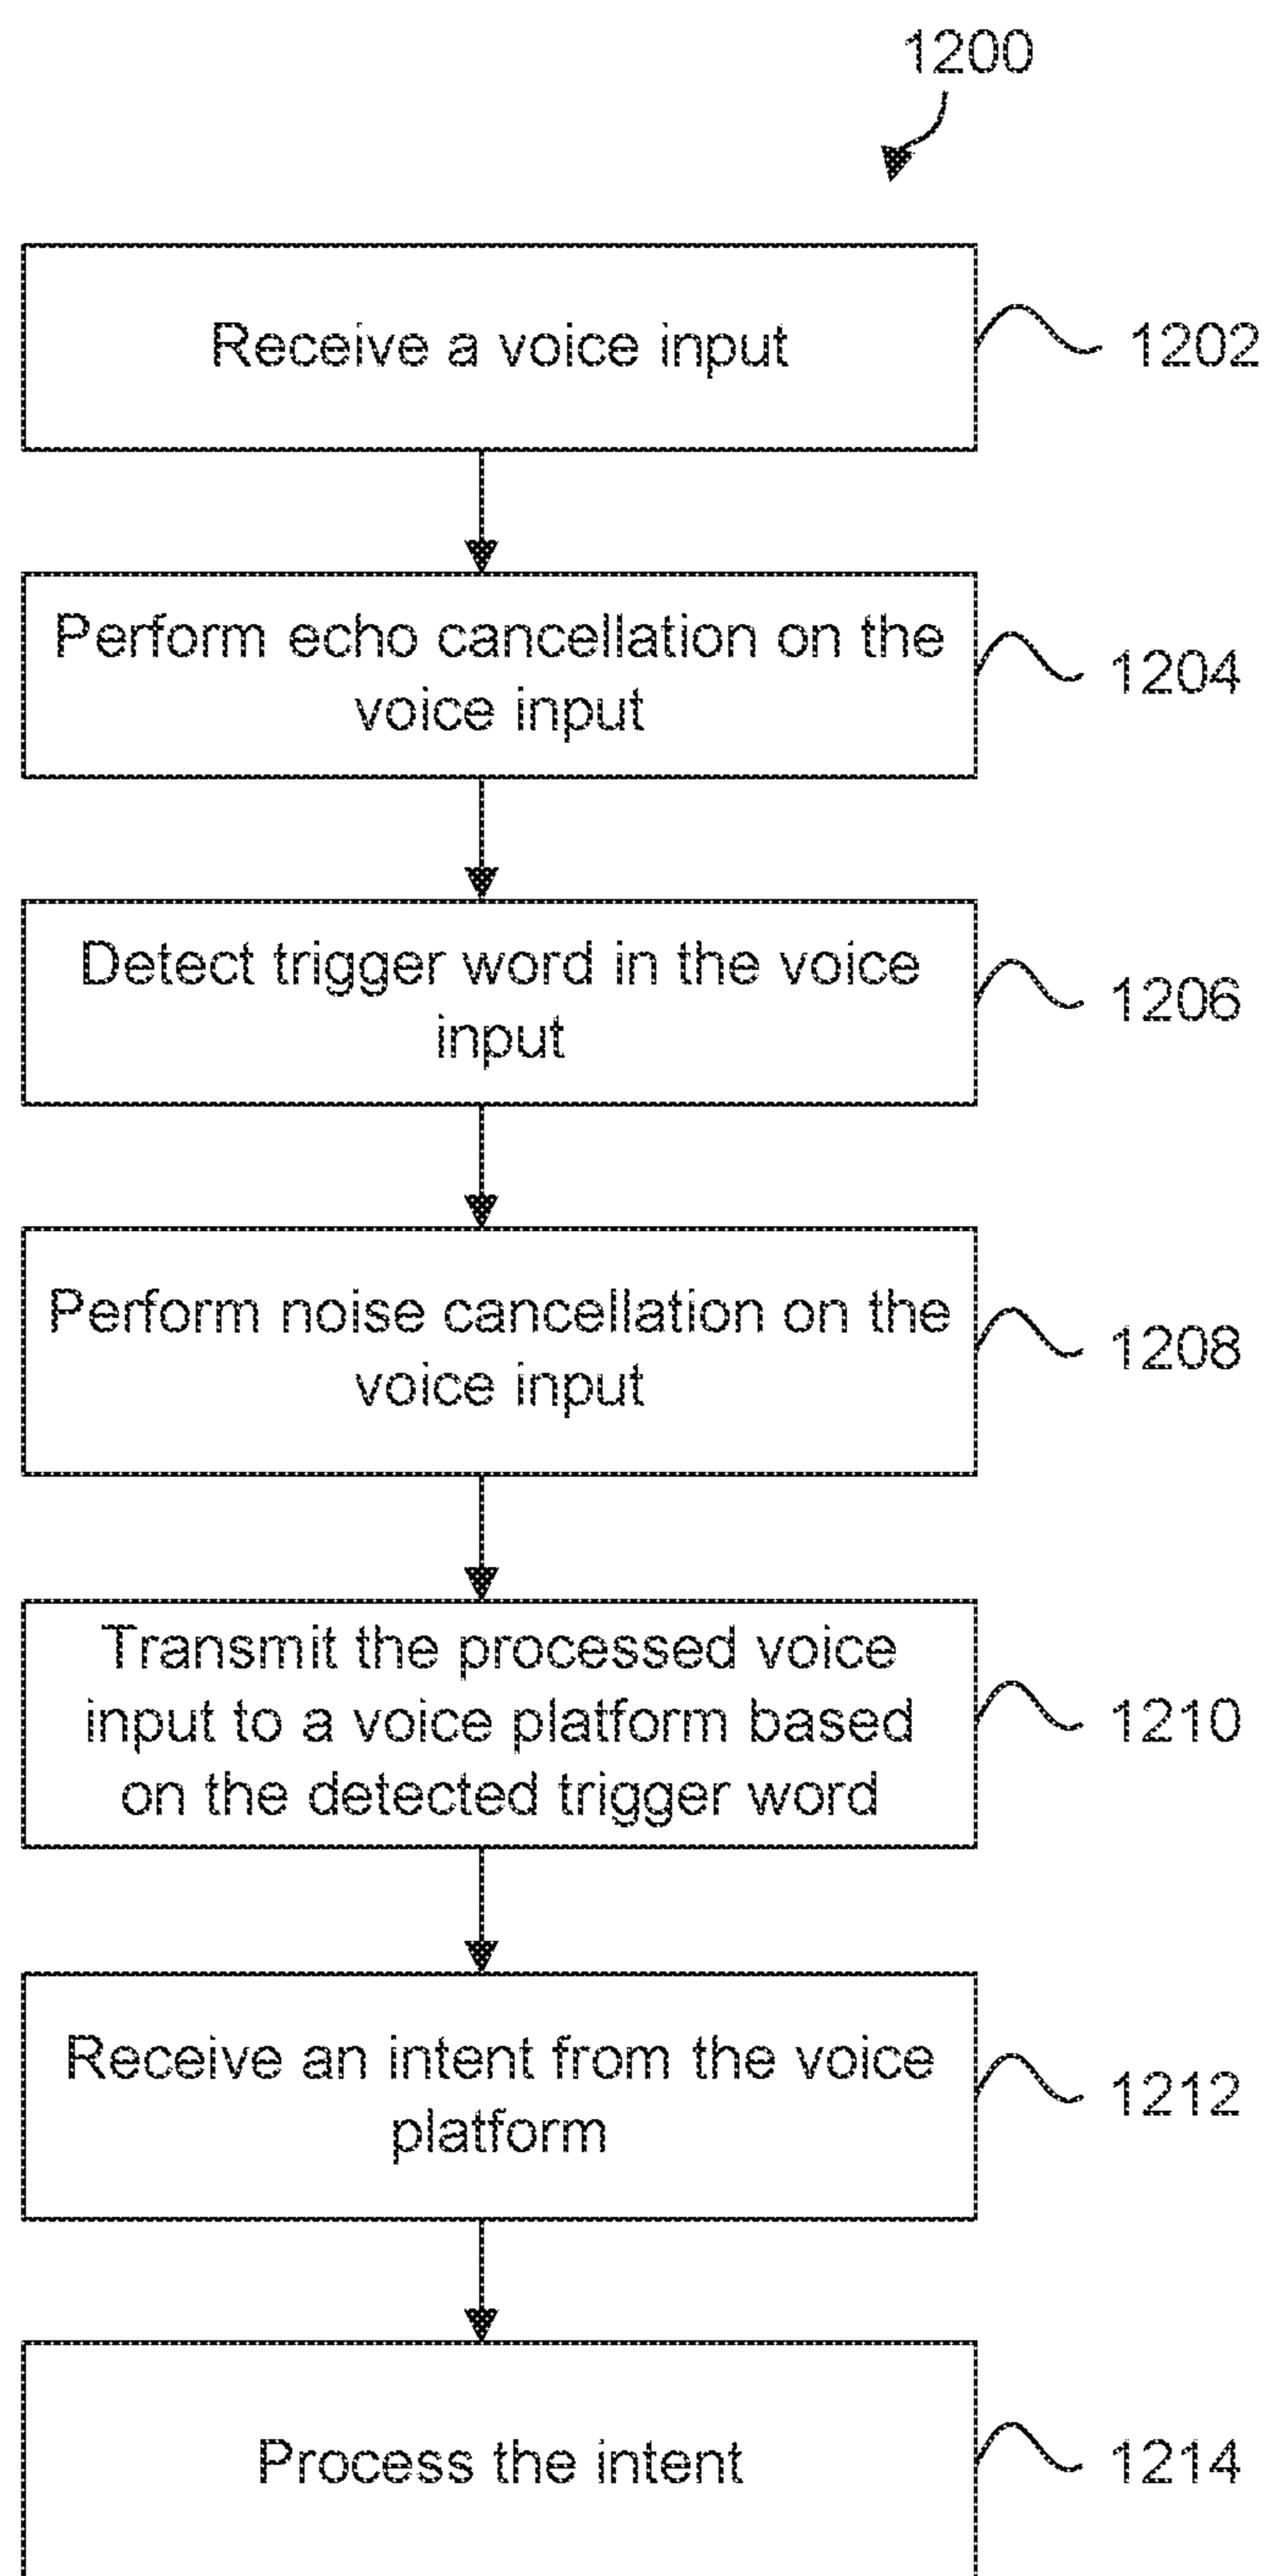 1200
Receive a voice input
1202
Perform echo cancellation on the
voice input
1204
Detect trigger word in the voice
input
1206
Perform noise cancellation on the
voice input
1208
Transmit the processed voice
input to a voice platform based
on the detected trigger word
1210
Receive an intent from the voice
platform
1212
Process the intent
1214